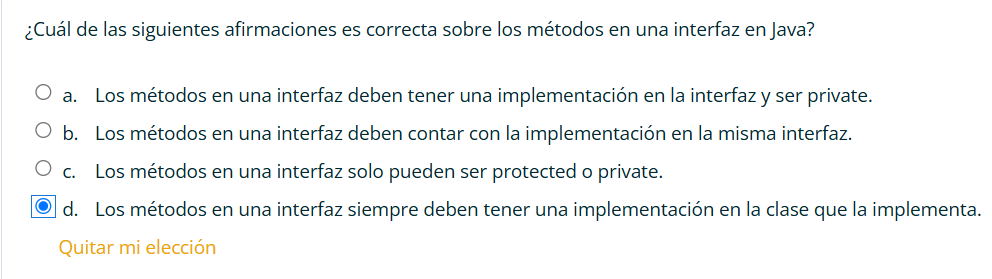 ¿Cuál de las siguientes afirmaciones es correcta sobre los métodos en una interfaz en Java?
a. Los métodos en una interfaz deben tener una implementación en la interfaz y ser private.
b. Los métodos en una interfaz deben contar con la implementación en la misma interfaz.
c. Los métodos en una interfaz solo pueden ser protected o private.
d. Los métodos en una interfaz siempre deben tener una implementación en la clase que la implementa.
Quitar mi elección